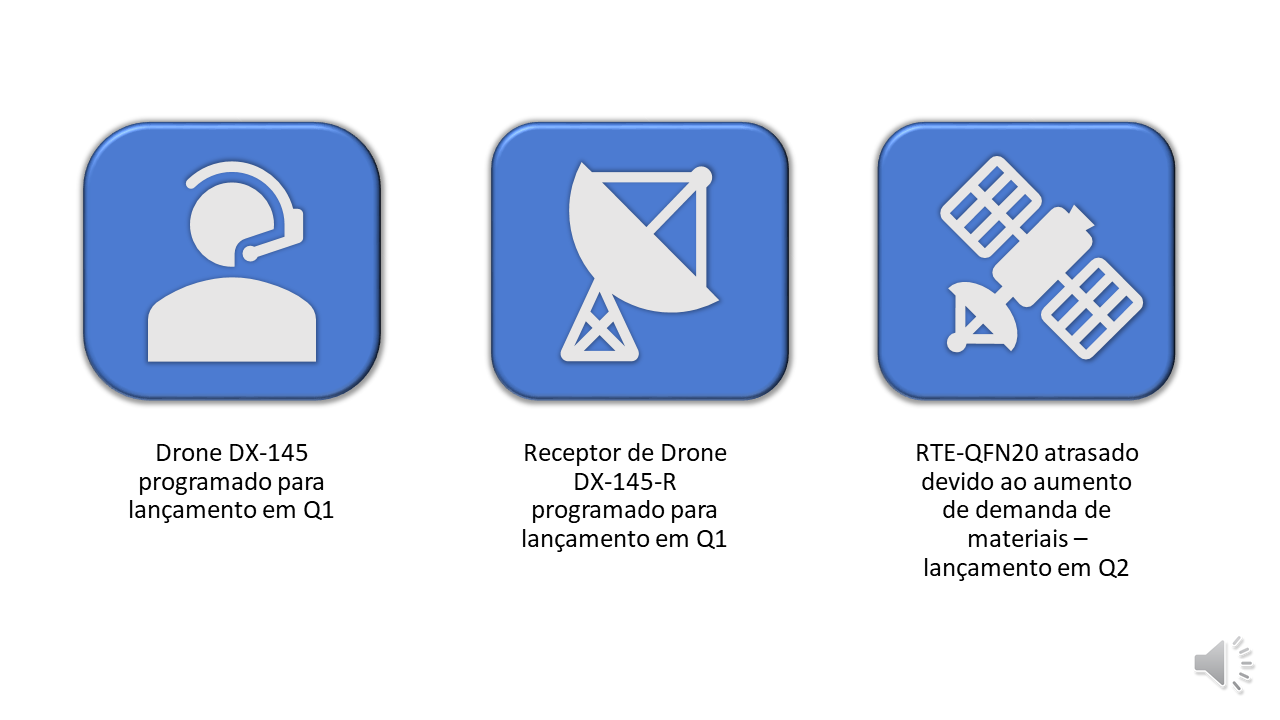 Drone DX-145
programado para
lançamento em Q1
Receptor de Drone
DX-145-R
programado para
lançamento em Q1
RTE-QFN20 atrasado
devido ao aumento
de demanda de
materiais –
lançamento em Q2